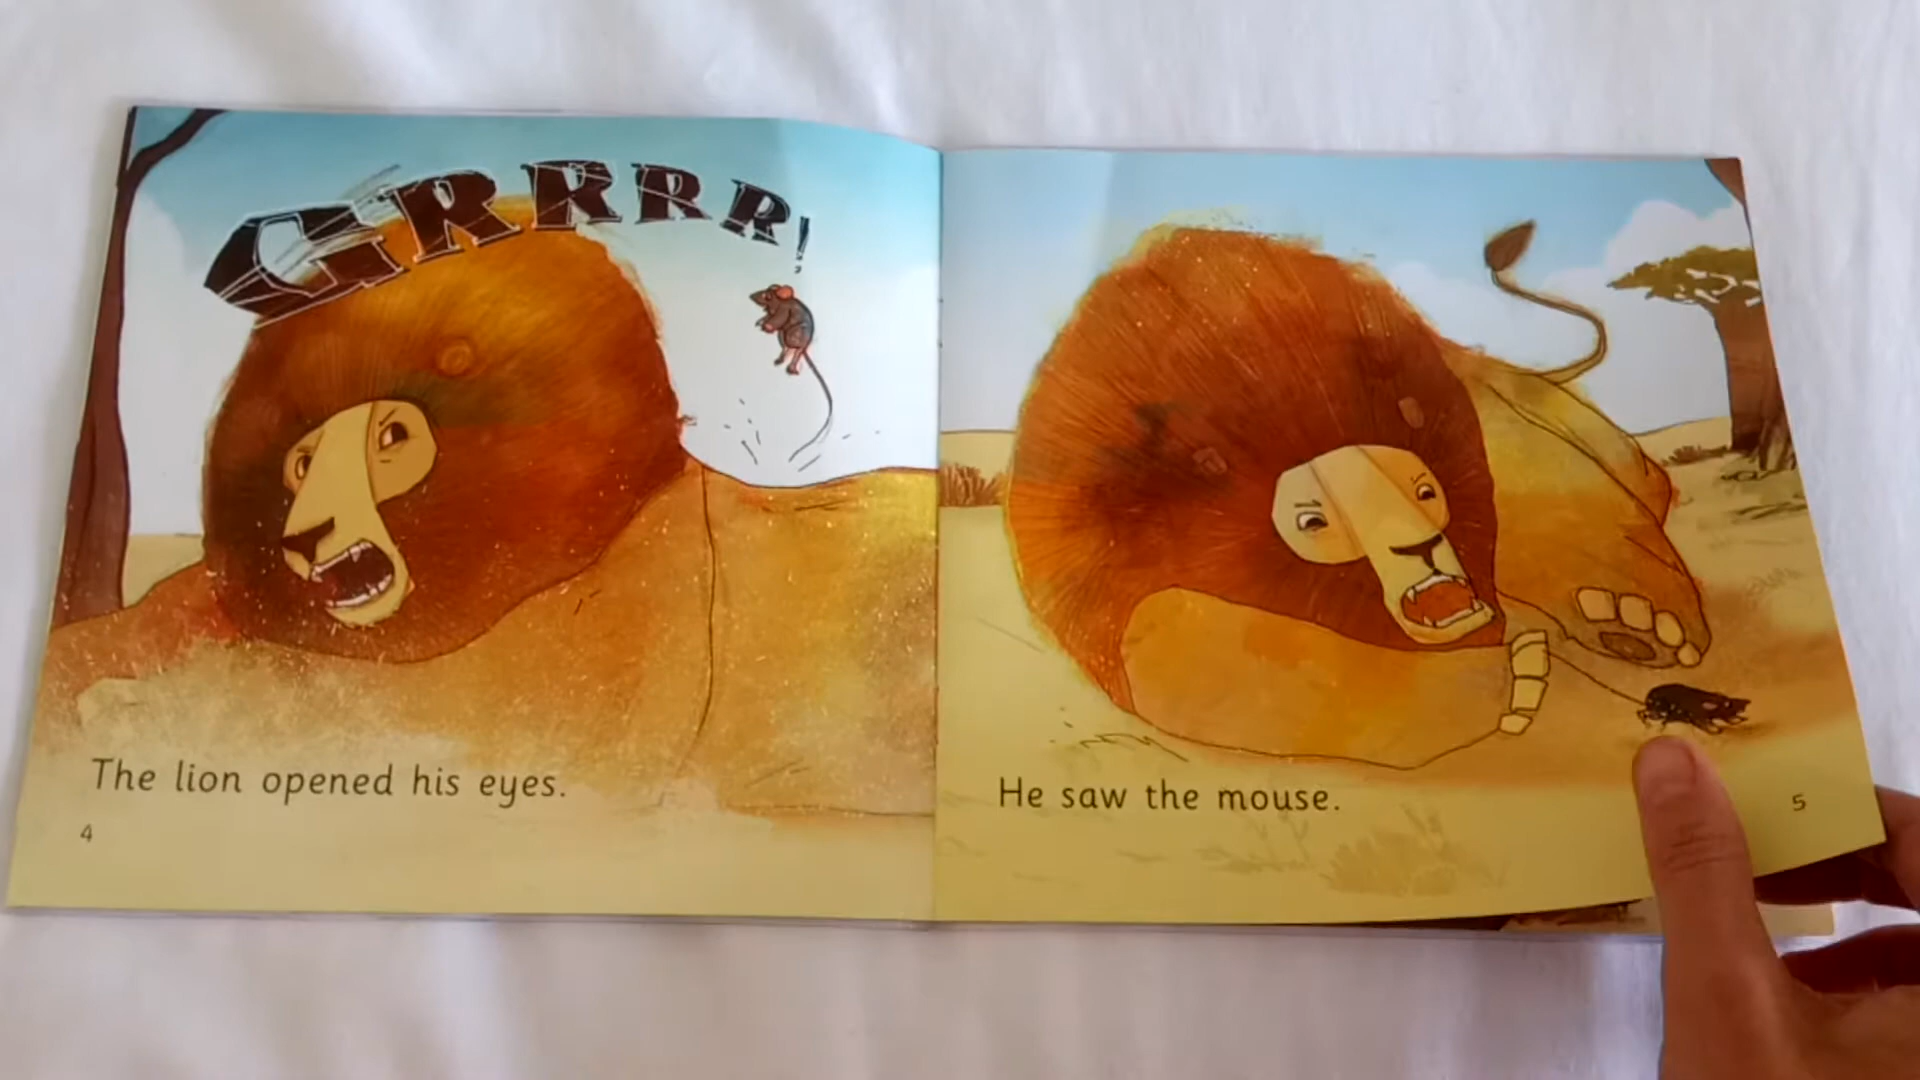 GRRRR!
The lion opened his eyes.
4
He saw the mouse.
5